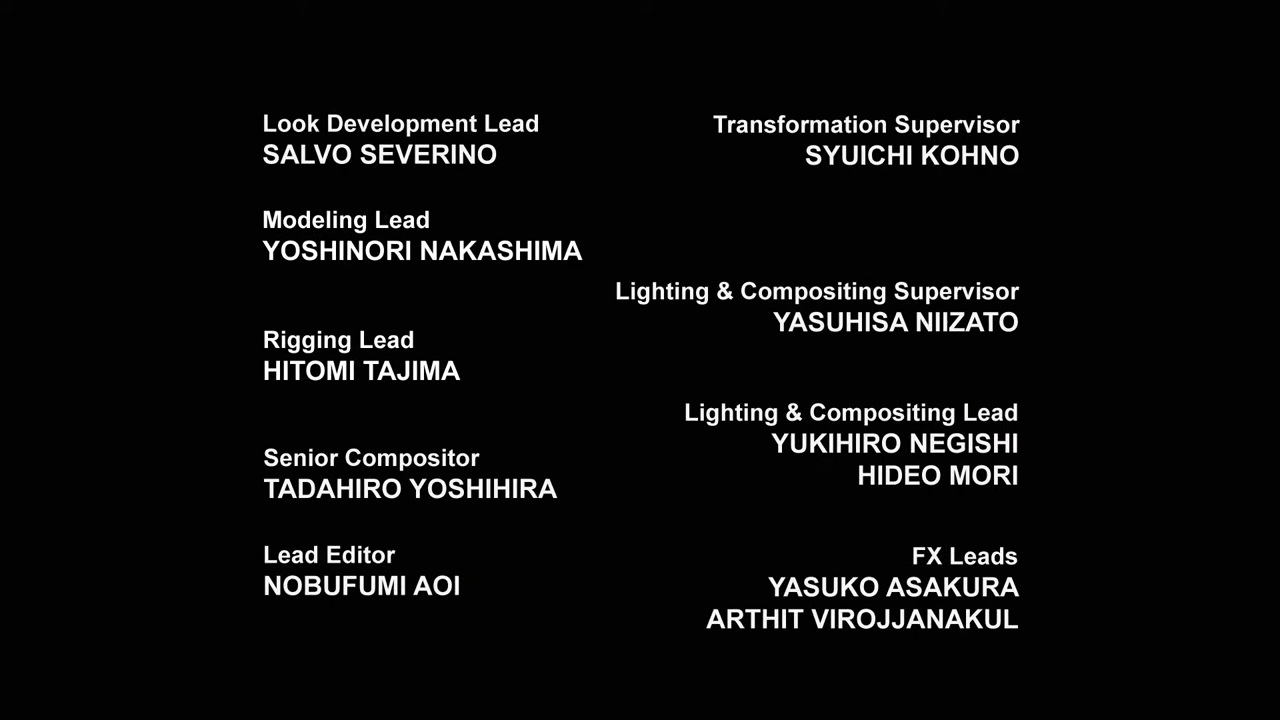 Look Development Lead
SALVO SEVERINO
Modeling Lead
YOSHINORI NAKASHIMA
Rigging Lead
HITOMI TAJIMA
Senior Compositor
TADAHIRO YOSHIHIRA
Lead Editor
NOBUFUMI AOI
Transformation Supervisor
SYUICHI KOHNO
Lighting & Compositing Supervisor
YASUHISA NIIZATO
Lighting & Compositing Lead
YUKIHIRO NEGISHI
HIDEO MORI
FX Leads
YASUKO ASAKURA
ARTHIT VIROJJANAKUL